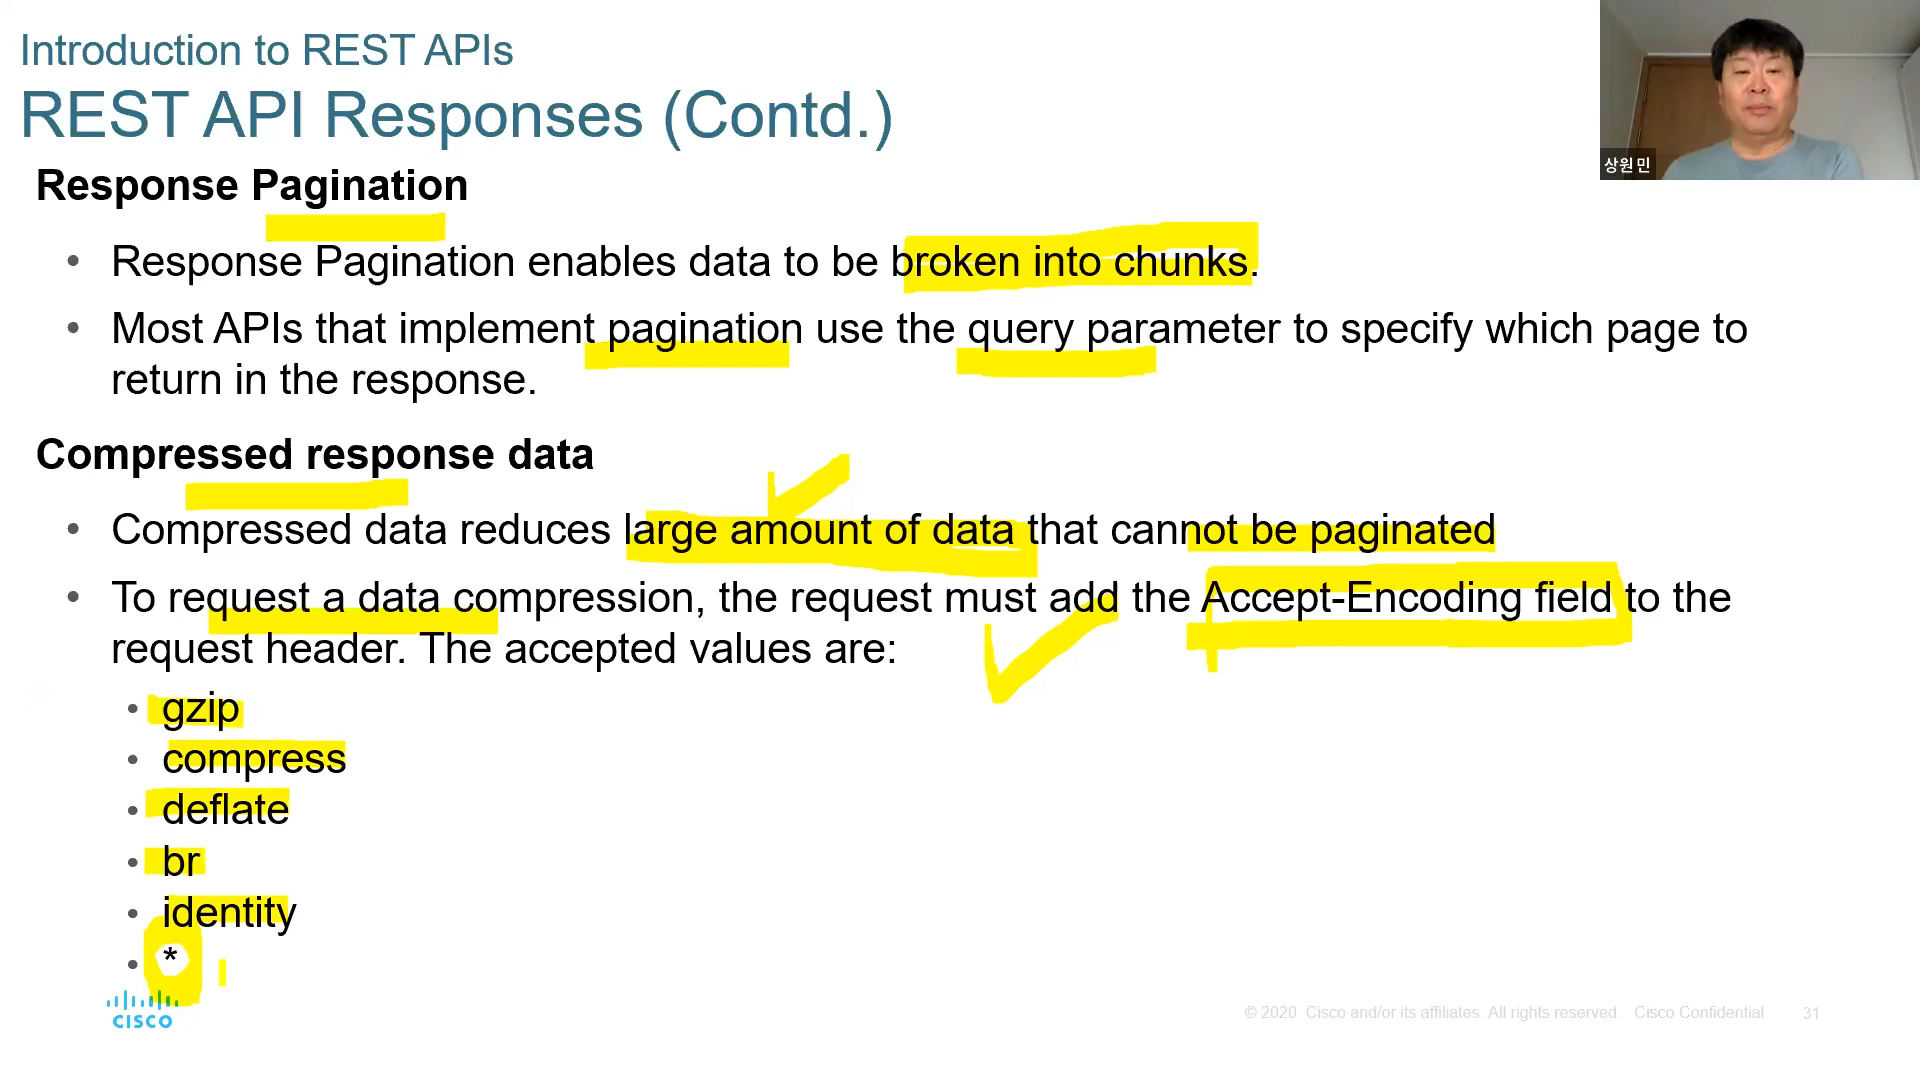 Introduction to REST APIs
REST API Responses (Contd.)
상원민
Response Pagination
• Response Pagination enables data to be broken into chunks.
• Most APIs that implement pagination use the query parameter to specify which page to
return in the response.
Compressed response data
• Compressed data reduces large amount of data that cannot be paginated
• To request a data compression, the request must add the Accept-Encoding field to the
request header. The accepted values are:
• gzip
• compress
• deflate
• br
• identity
• *
CISCO
© 2020 Cisco and/or its affiliates. All rights reserved. Cisco Confidential 31